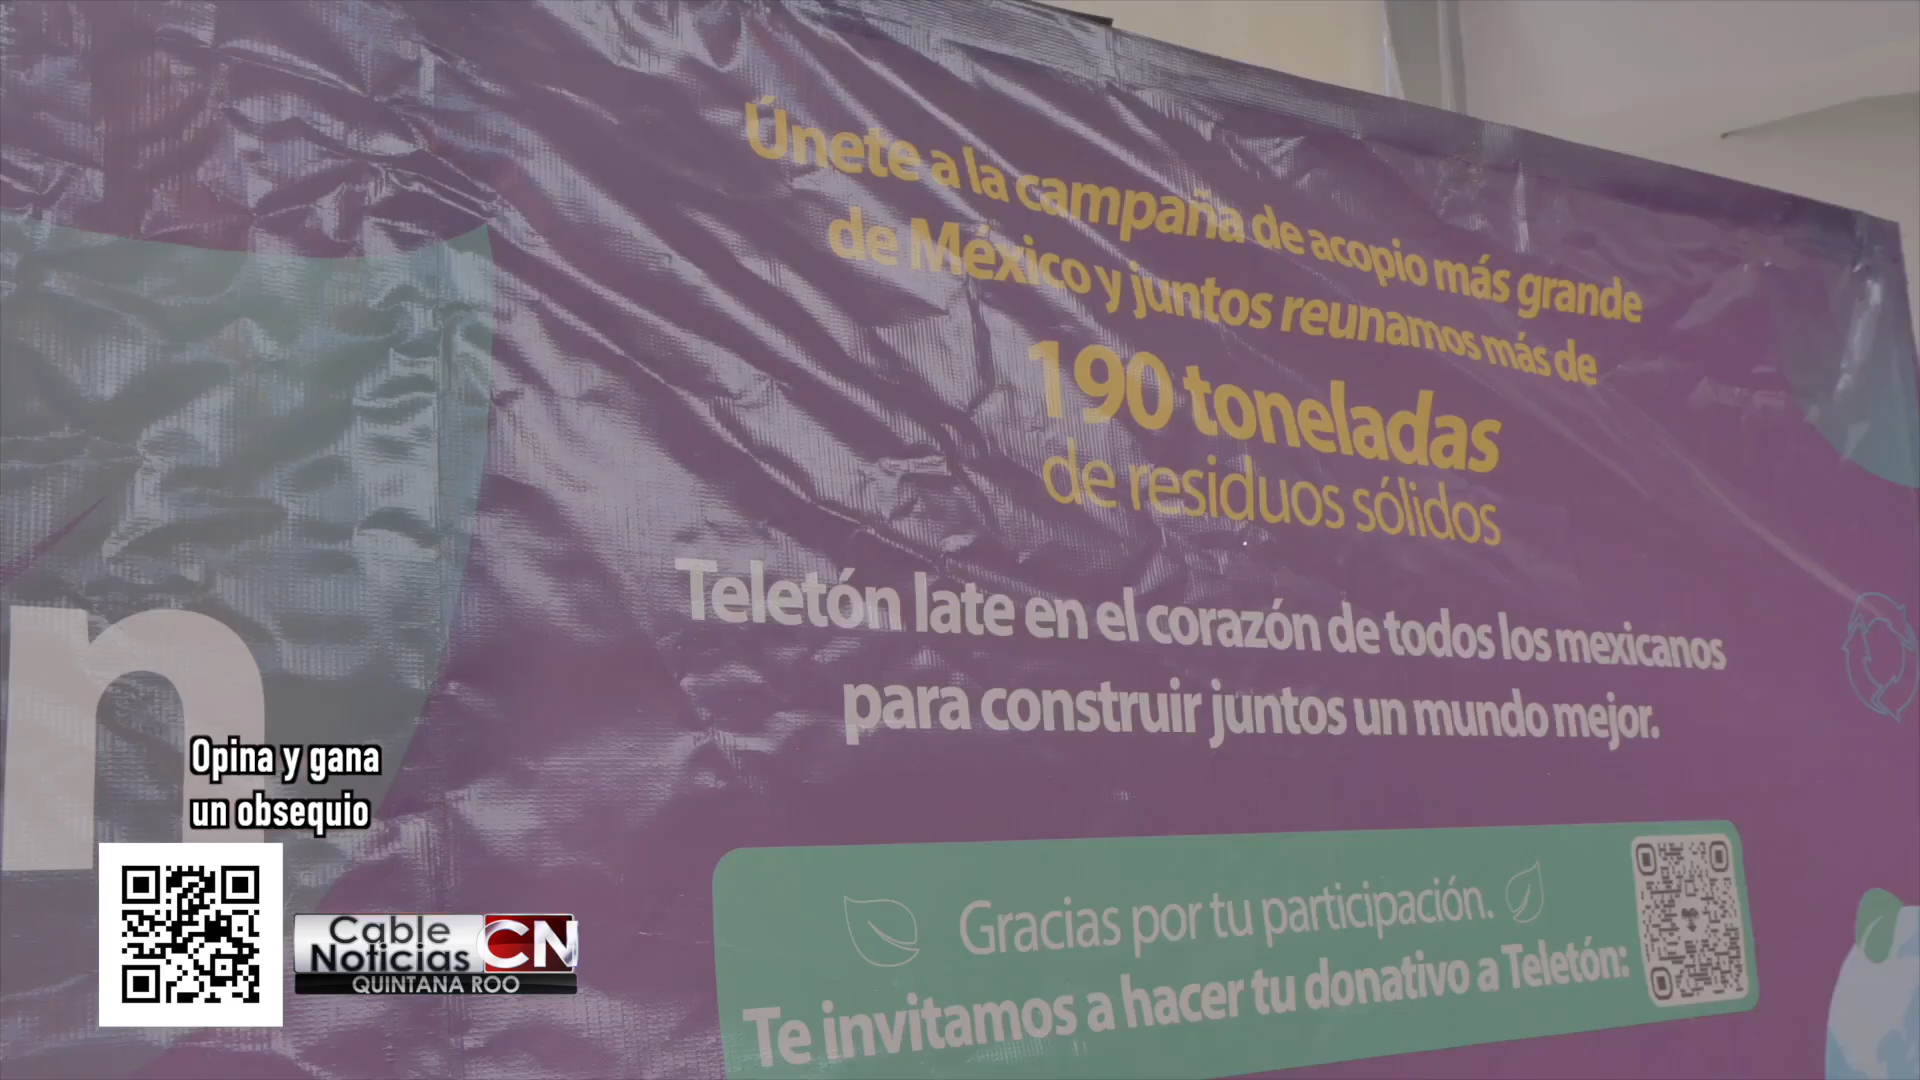 Únete a la campaña de acopio más grande
de México y juntos reunamos más de
190 toneladas
de residuos sólidos
Teletón late en el corazón de todos los mexicanos
para construir juntos un mundo mejor.
n
Opina y gana
un obsequio
Cable
Noticias CN
QUINTANA ROO
Gracias por tu participación.
Te invitamos a hacer tu donativo a Teletón: